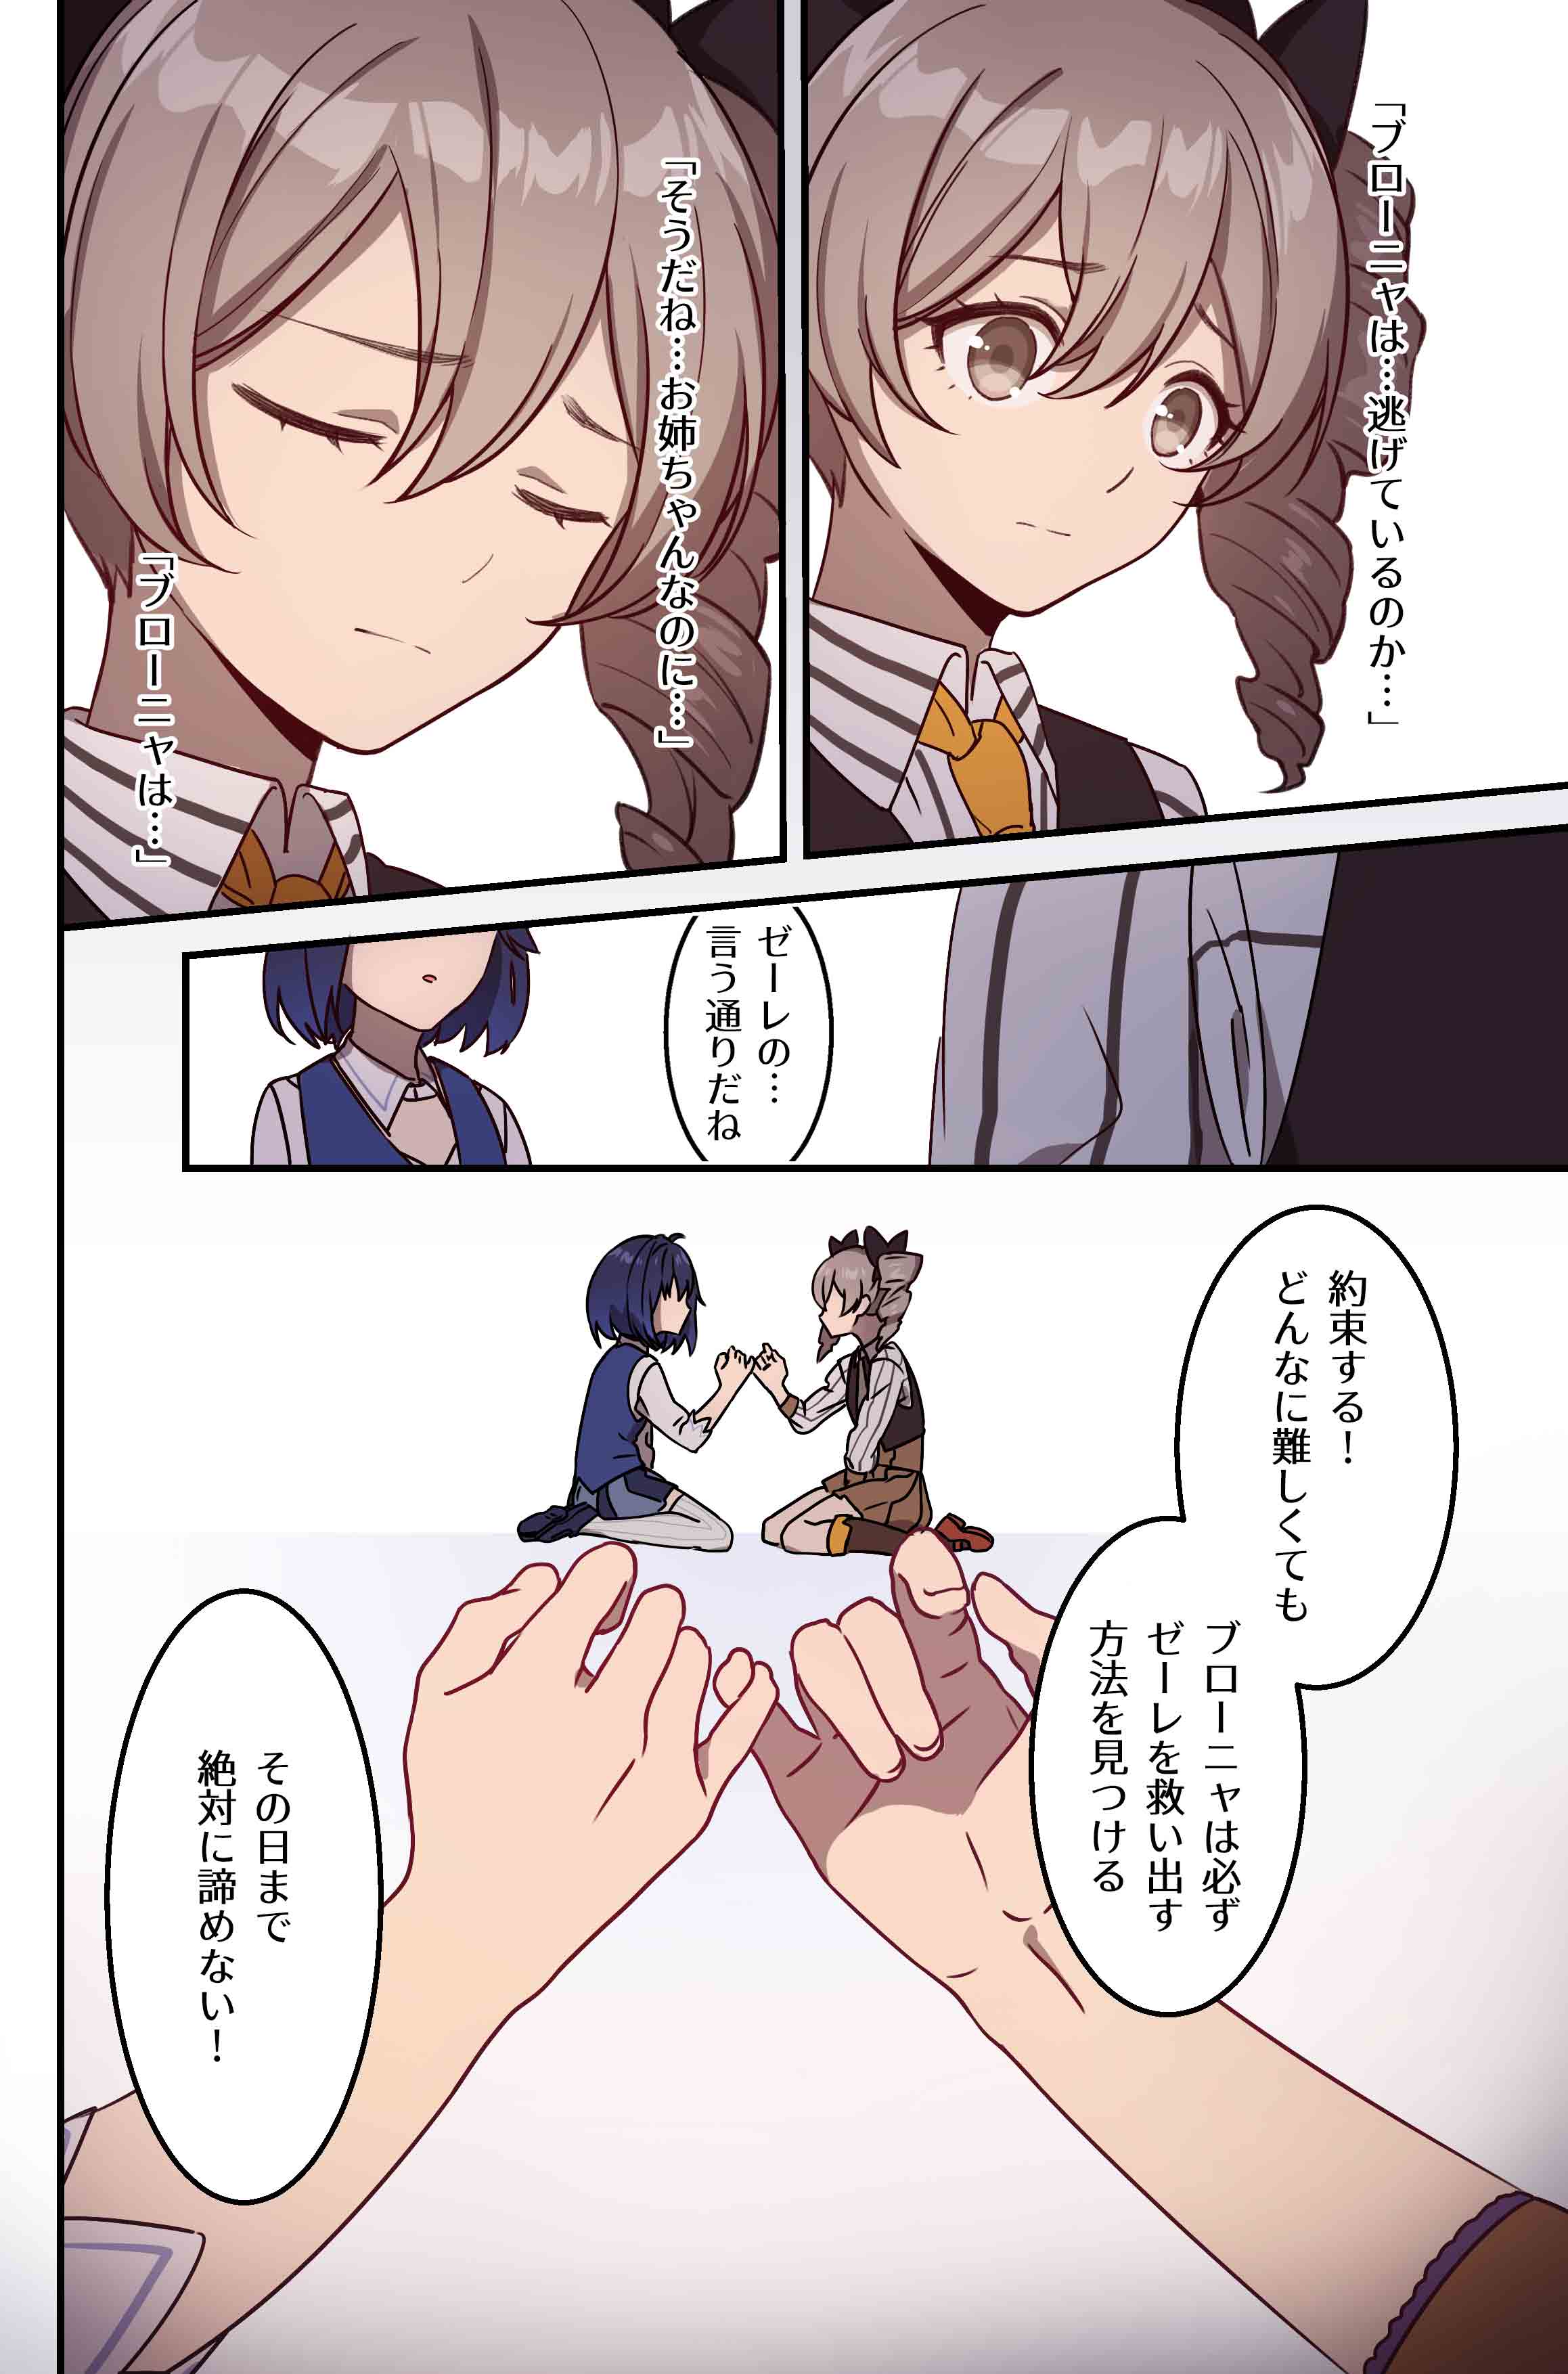 「ブローニャは…逃げているのか…」
「そうだね…お姉ちゃんなのに…」
「ブローニャは…」
ゼーレの…
言う通りだね
約束する！
どんなに難しくても
ブローニャは必ず
ゼーレを救い出す
方法を見つける
その日まで
絶対に諦めない！